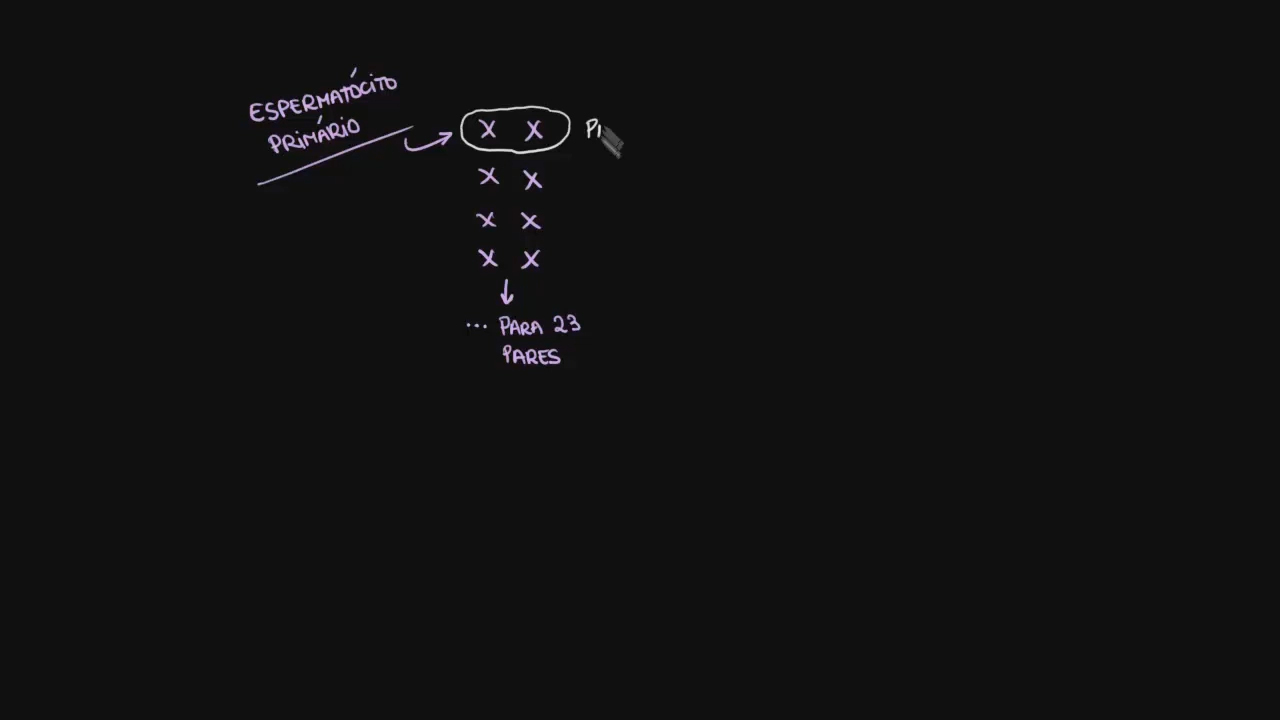 ESPERMATÓCITO
PRIMÁRIO
X X
X X
X X
X X
... PARA 23
PARES